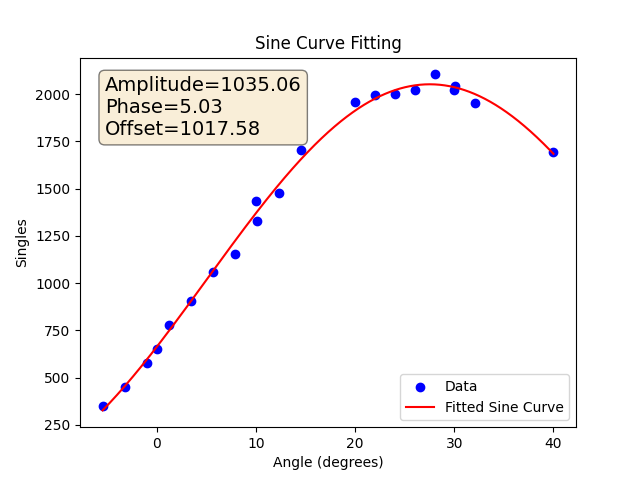 Sine Curve Fitting
Amplitude=1035.06
Phase=5.03
Offset=1017.58
2000
1750
1500
1250
1000
750
500
250
Singles
0
10
20
30
40
Angle (degrees)
Data
Fitted Sine Curve